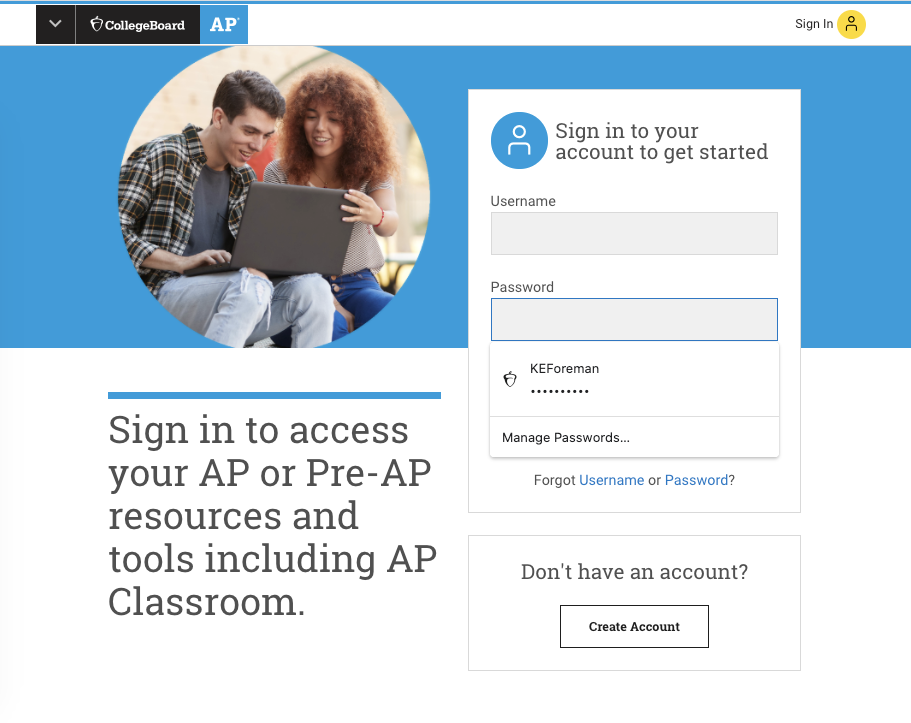 CollegeBoard
AP
Sign In
Sign in to your
account to get started
Username
Password
KEForeman
••••••••••
Manage Passwords...
Forgot Username or Password?
Sign in to access
your AP or Pre-AP
resources and
tools including AP
Classroom.
Don't have an account?
Create Account